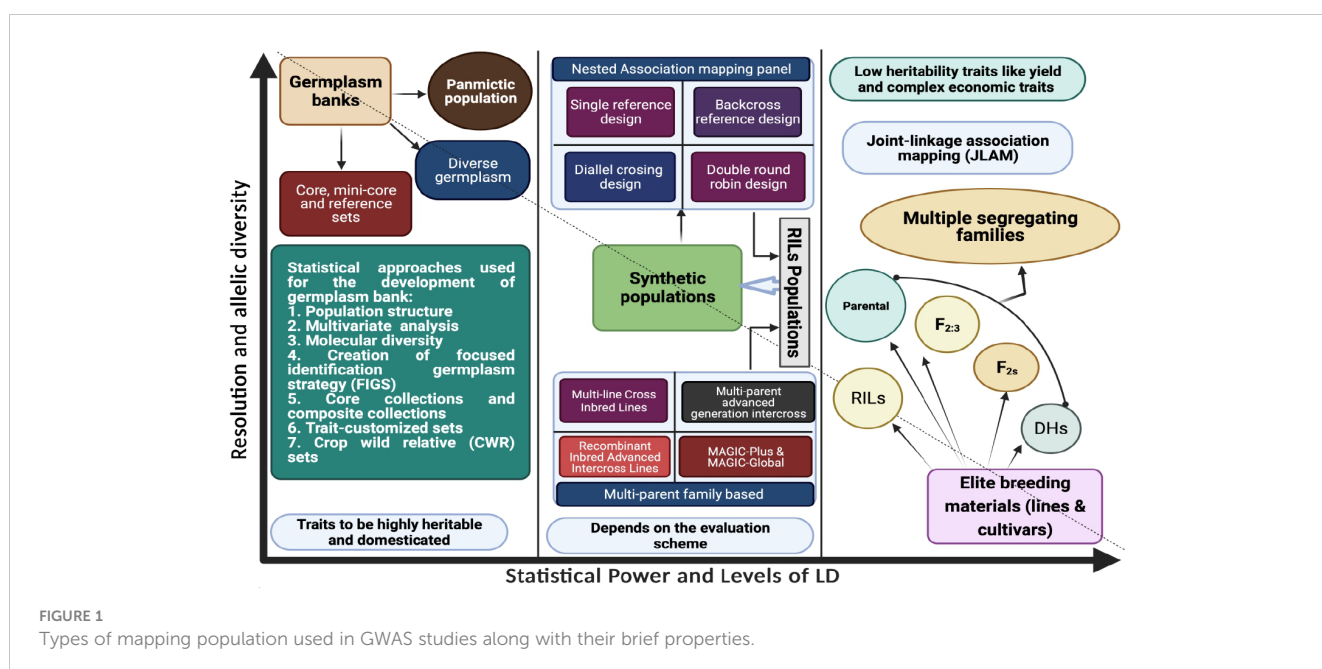 Resolution and allelic diversity
Germplasm
banks
Panmictic
population
Diverse
germplasm
Core, mini-core
and reference
sets
Statistical approaches used
for the development of
germplasm bank:
1. Population structure
2. Multivariate analysis
3. Molecular diversity
4. Creation of focused
identification germplasm
strategy (FIGS)
5. Core collections and
composite collections
6. Trait-customized sets
7. Crop wild relative (CWR)
sets
Traits to be highly heritable
and domesticated
Nested Association mapping panel
Single reference
design
Backcross
reference design
Diallel crosing
design
Double round
robin design
Synthetic
populations
RILs Populations
Multi-line Cross
Inbred Lines
Multi-parent
advanced
generation intercross
Recombinant
Inbred Advanced
Intercross Lines
MAGIC-Plus &
MAGIC-Global
Multi-parent family based
Depends on the evaluation
scheme
Low heritability traits like yield
and complex economic traits
Joint-linkage association
mapping (JLAM)
Multiple segregating
families
Parental
F2:3
F2s
RILs
DHs
Elite breeding
materials (lines &
cultivars)
Statistical Power and Levels of LD
FIGURE 1
Types of mapping population used in GWAS studies along with their brief properties.